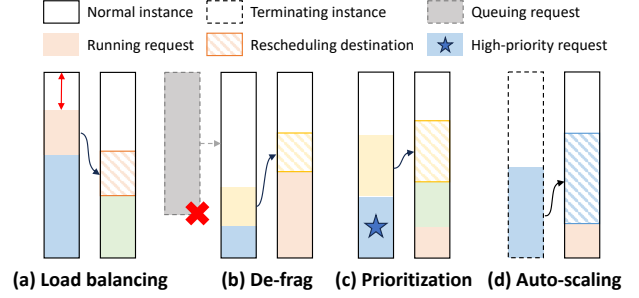 Normal instance Terminating instance Queuing request
Running request Rescheduling destination High-priority request
(a) Load balancing (b) De-frag (c) Prioritization (d) Auto-scaling